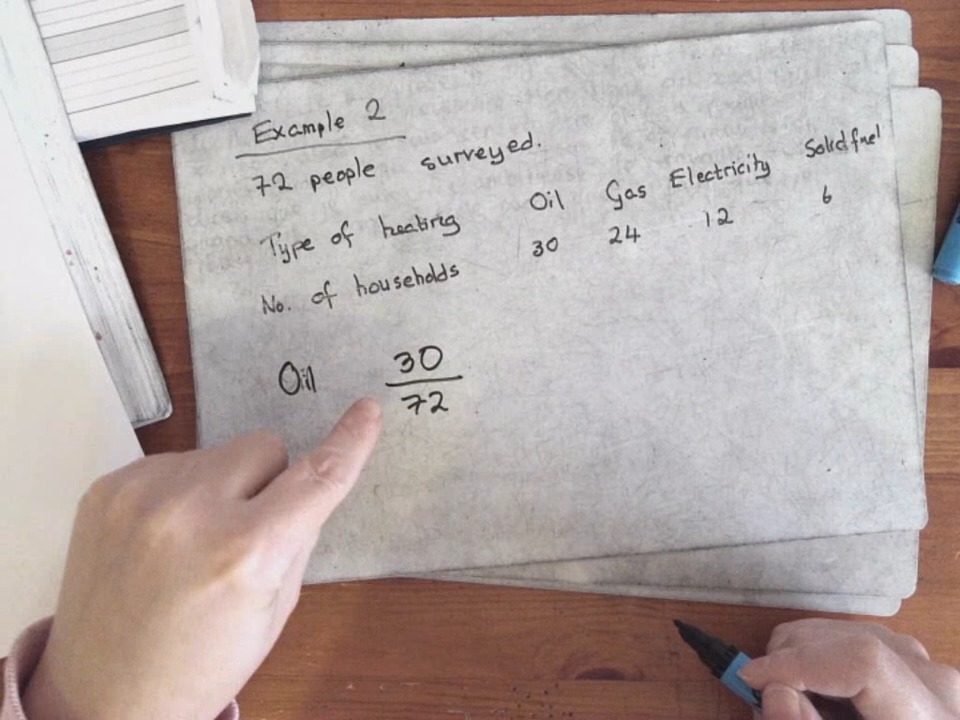 Example 2
72 people surveyed.
Type of heating Oil Gas Electricity Solid fuel
No. of households 30 24 12 6
Oil 30
72